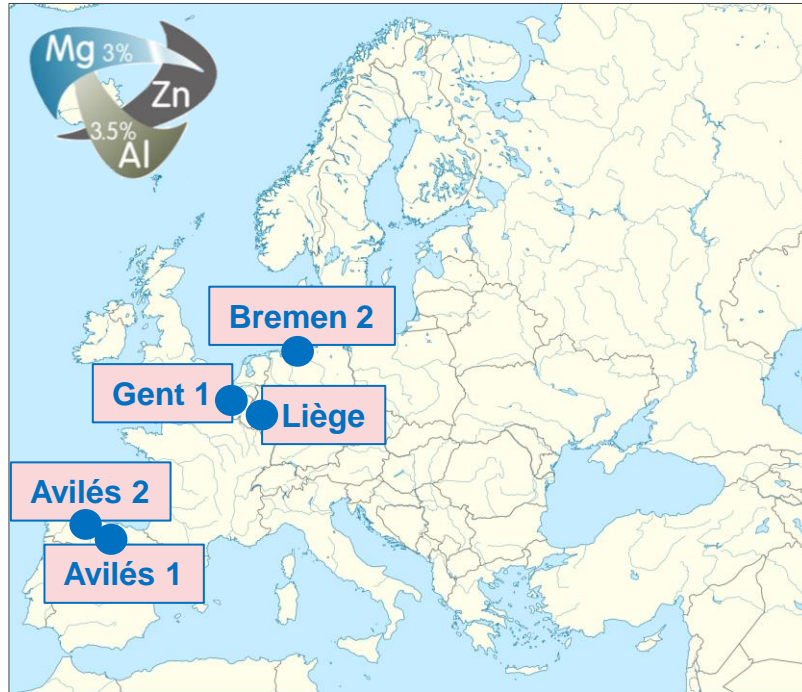 Mg 3%
Zn
3.5%
Al
Bremen 2
Gent 1
Liège
Avilés 2
Avilés 1